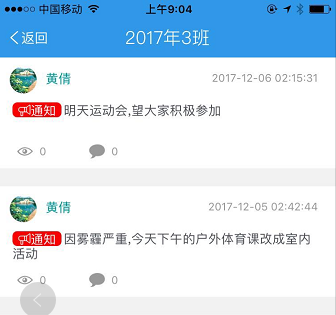 中国移动 上午9:04
返回 2017年3班
黄倩 2017-12-06 02:15:31
通知 明天运动会,望大家积极参加
0 0
黄倩 2017-12-05 02:42:44
通知 因雾霾严重,今天下午的户外体育课改成室内
活动
0 0